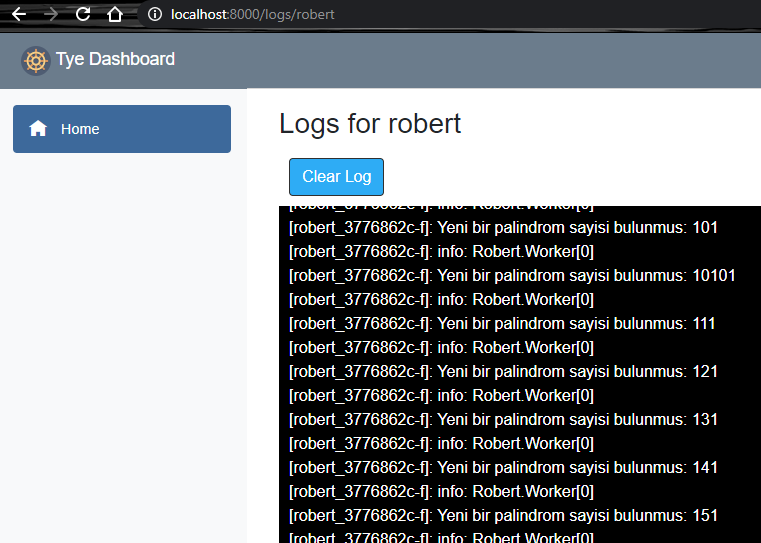 localhost:8000/logs/robert
Tye Dashboard
Home
Logs for robert
Clear Log
[robert_3776862c-f]: info: Robert.Worker[0]
[robert_3776862c-f]: Yeni bir palindrom sayisi bulunmus: 101
[robert_3776862c-f]: info: Robert.Worker[0]
[robert_3776862c-f]: Yeni bir palindrom sayisi bulunmus: 10101
[robert_3776862c-f]: info: Robert.Worker[0]
[robert_3776862c-f]: Yeni bir palindrom sayisi bulunmus: 111
[robert_3776862c-f]: info: Robert.Worker[0]
[robert_3776862c-f]: Yeni bir palindrom sayisi bulunmus: 121
[robert_3776862c-f]: info: Robert.Worker[0]
[robert_3776862c-f]: Yeni bir palindrom sayisi bulunmus: 131
[robert_3776862c-f]: info: Robert.Worker[0]
[robert_3776862c-f]: Yeni bir palindrom sayisi bulunmus: 141
[robert_3776862c-f]: info: Robert.Worker[0]
[robert_3776862c-f]: Yeni bir palindrom sayisi bulunmus: 151
[robert_3776862c-f]: info: Robert.Worker[0]